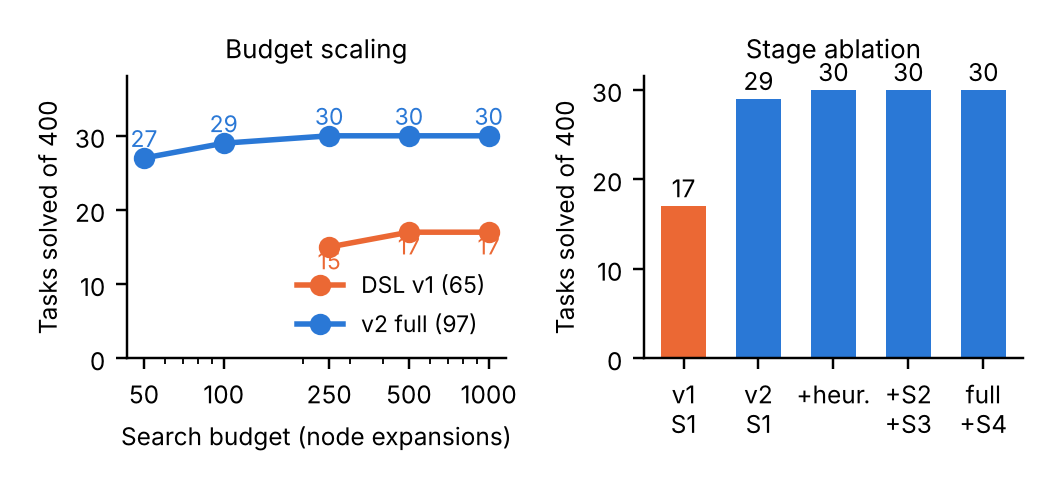 Budget scaling
Tasks solved of 400
30
20
10
0
27
29
30
30
30
15
17
17
DSL v1 (65)
v2 full (97)
50
100
250
500
1000
Search budget (node expansions)
Stage ablation
Tasks solved of 400
30
20
10
0
17
29
30
30
30
v1
S1
v2
S1
+heur.
+S2
+S3
full
+S4